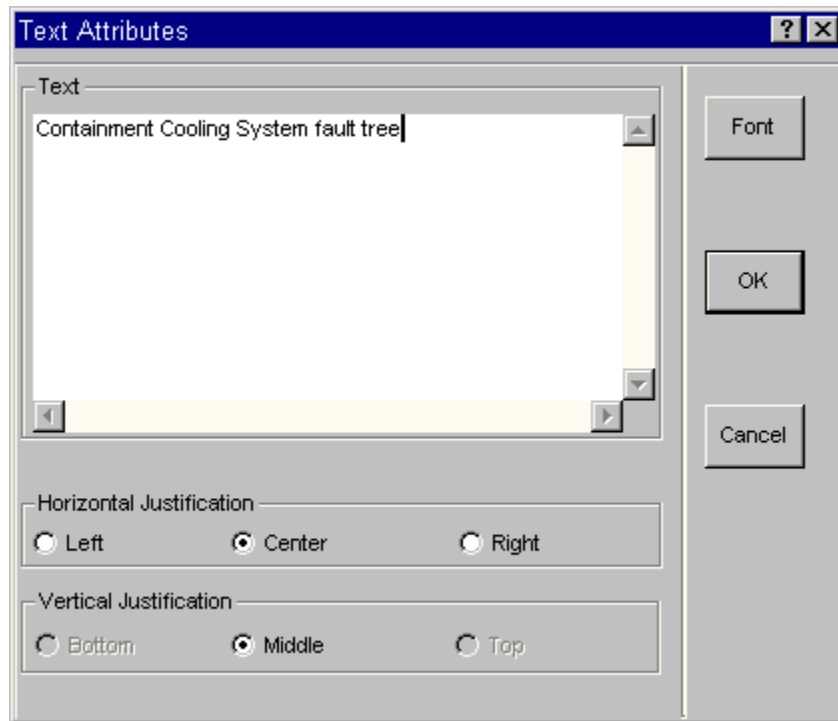 Text Attributes
Text
Containment Cooling System fault tree
Font
OK
Cancel
Horizontal Justification
Left Center Right
Vertical Justification
Bottom Middle Top